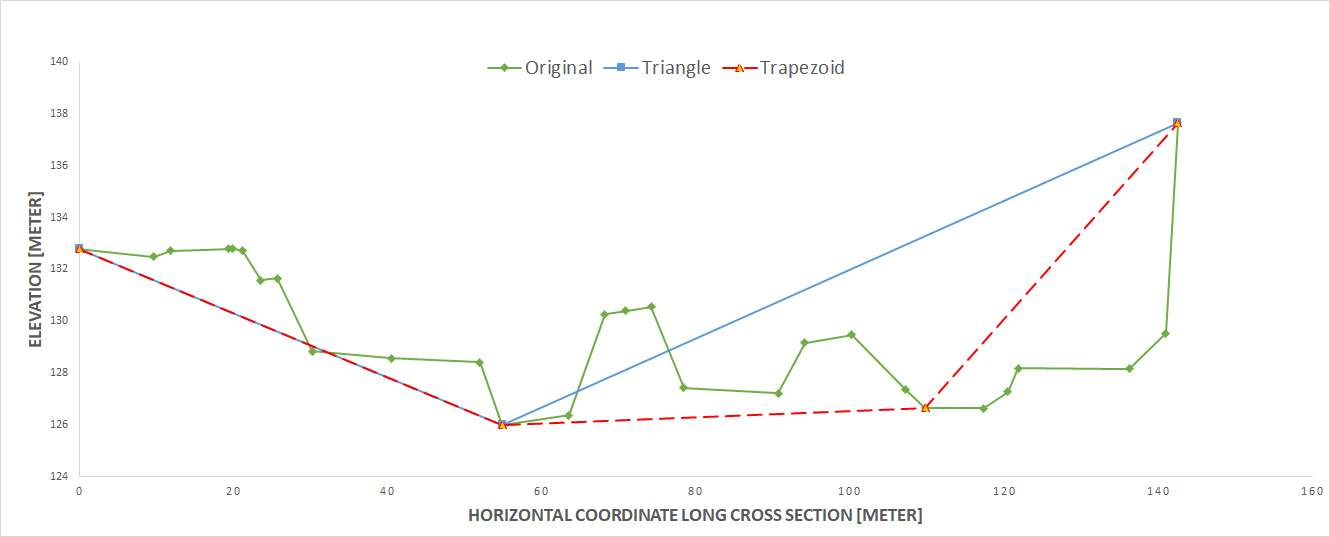 Original Triangle Trapezoid
140
138
136
134
132
130
128
126
124
ELEVATION [METER]
0 20 40 60 80 100 120 140 160
HORIZONTAL COORDINATE LONG CROSS SECTION [METER]